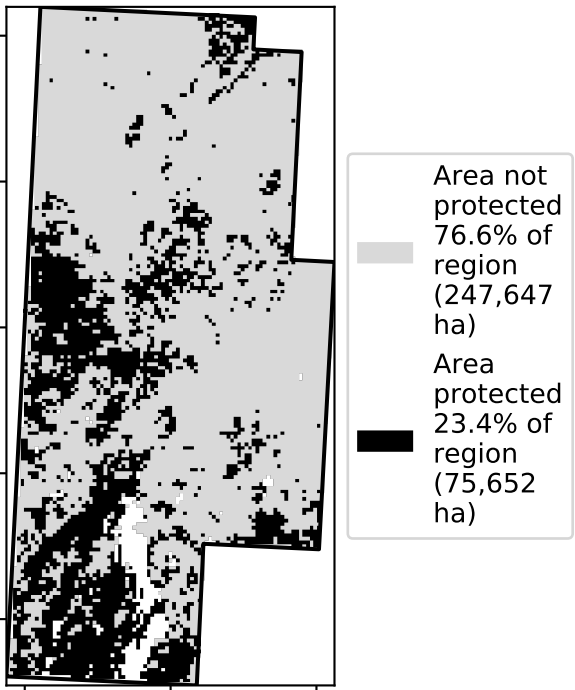 Area not
protected
76.6% of
region
(247,647
ha)
Area
protected
23.4% of
region
(75,652
ha)